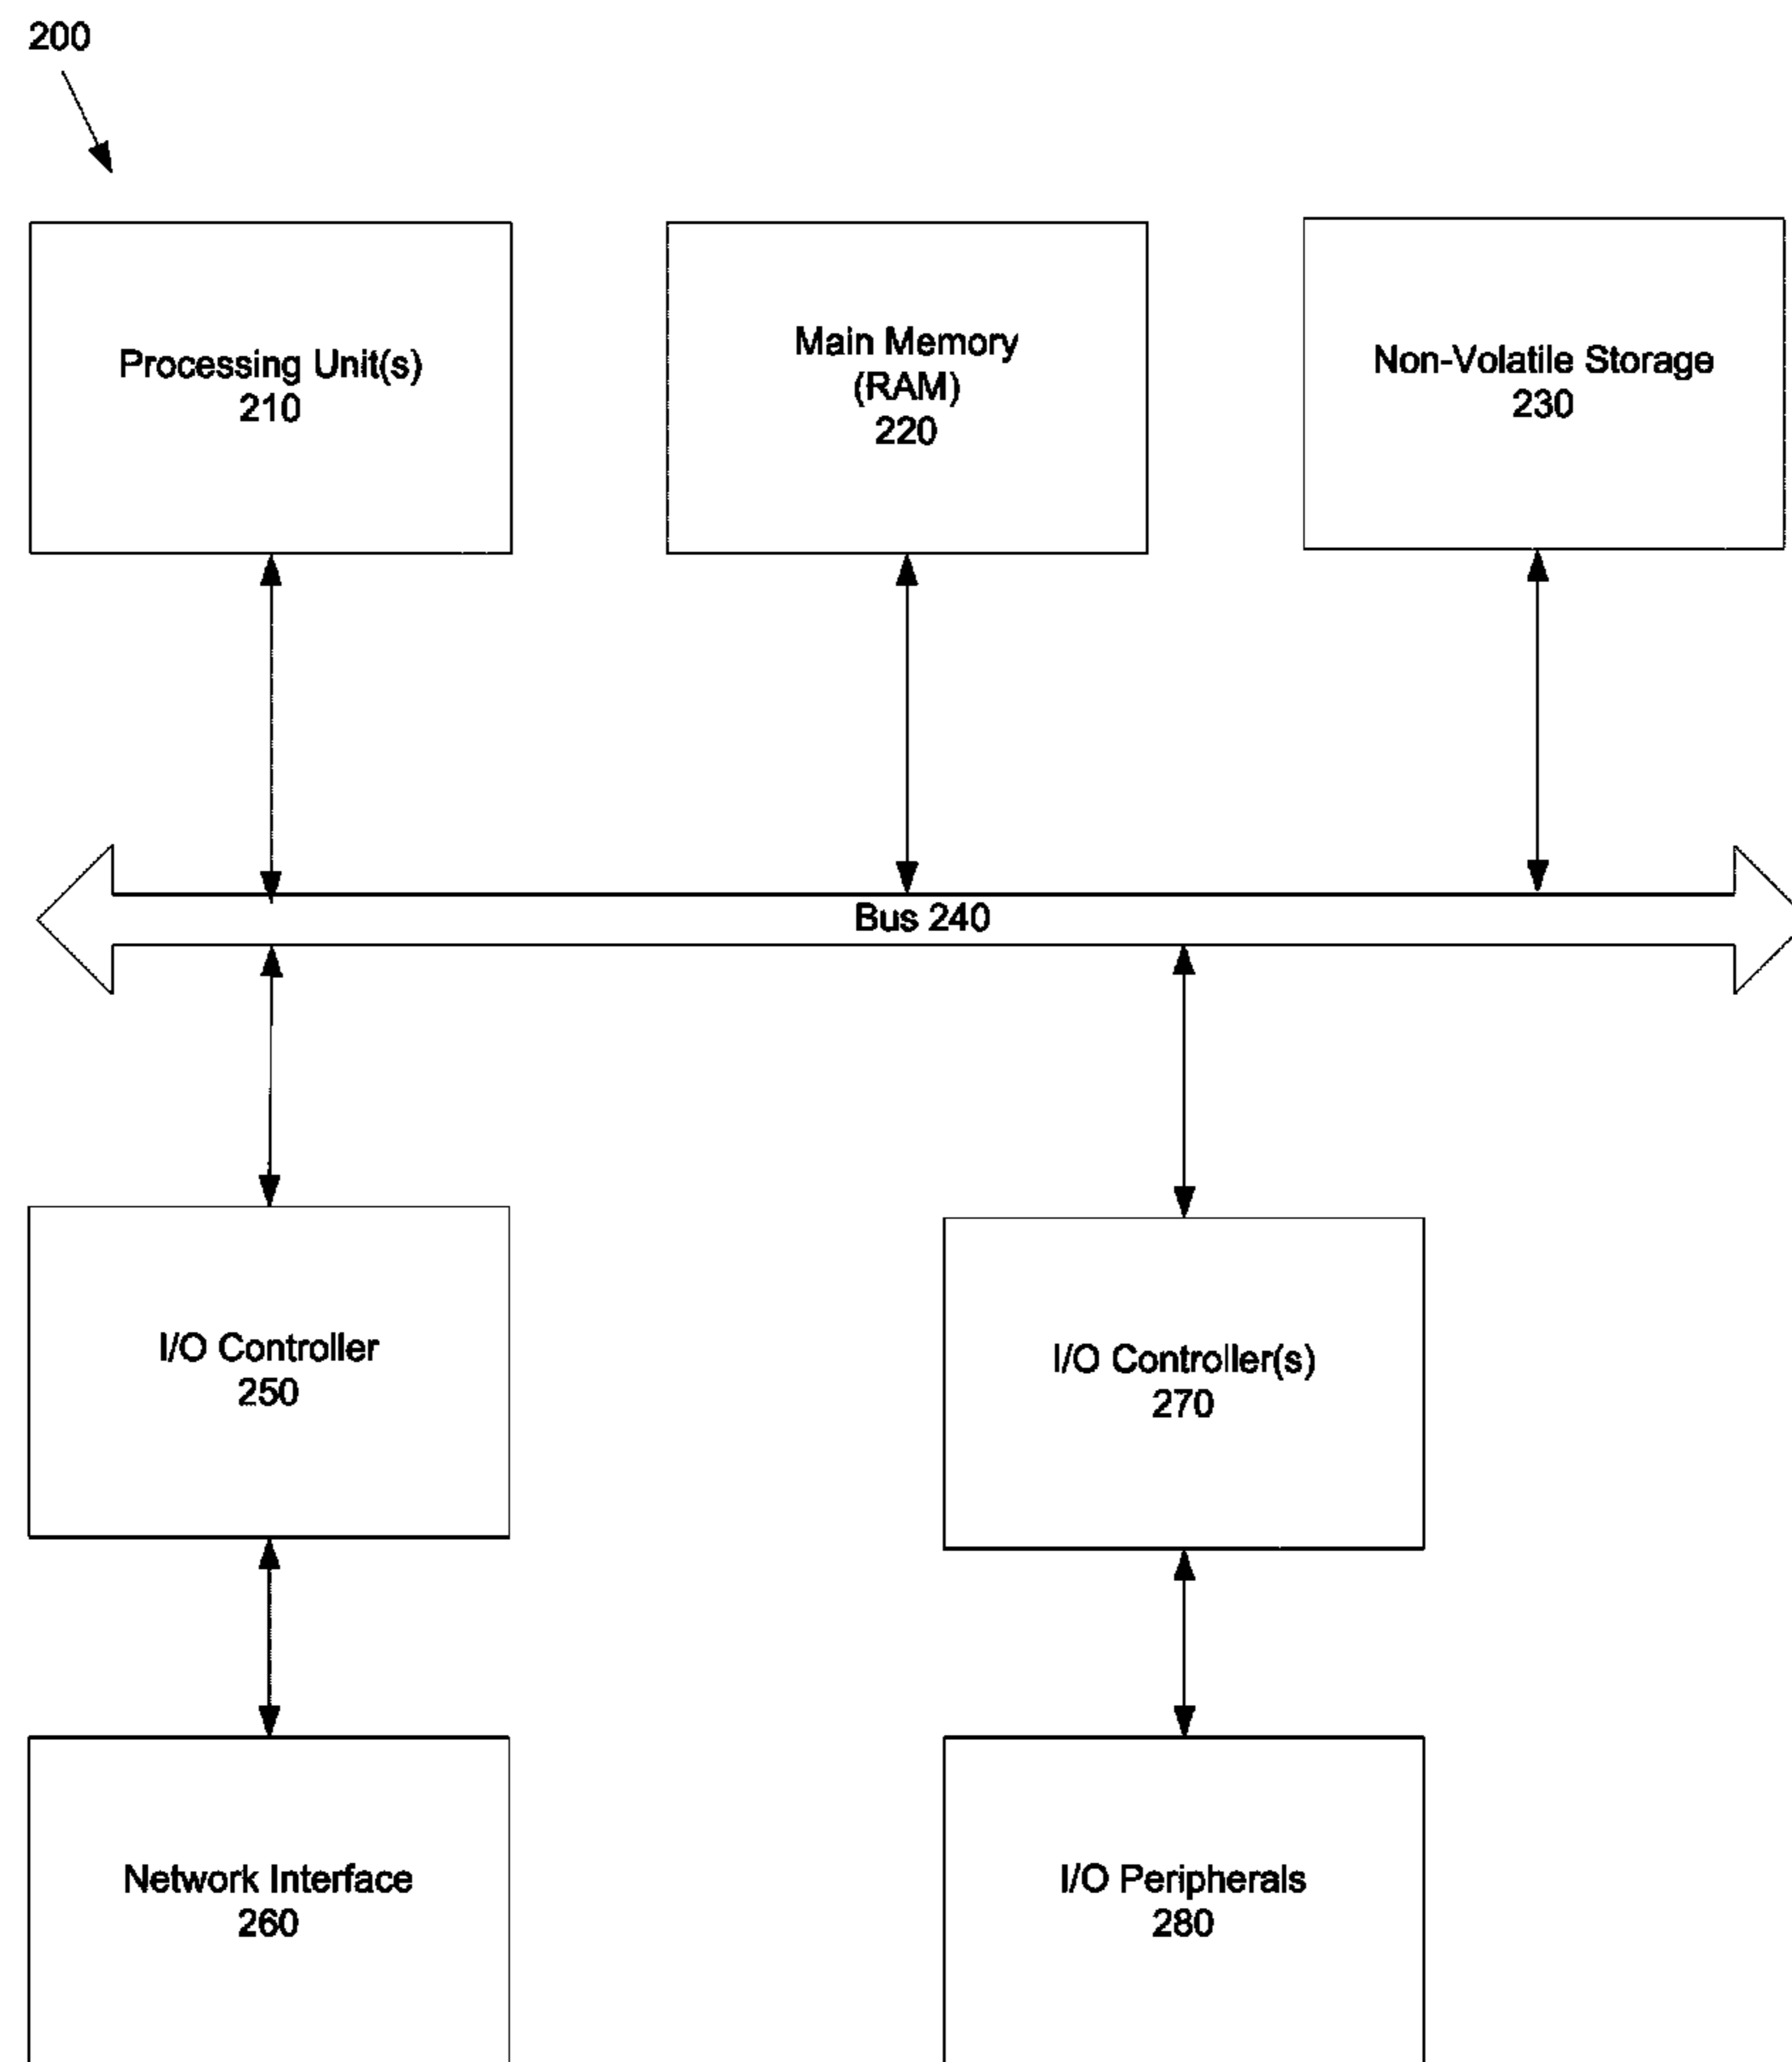 200
Processing Unit(s)
210
Main Memory
(RAM)
220
Non-Volatile Storage
230
Bus 240
I/O Controller
250
I/O Controller(s)
270
Network Interface
260
I/O Peripherals
280